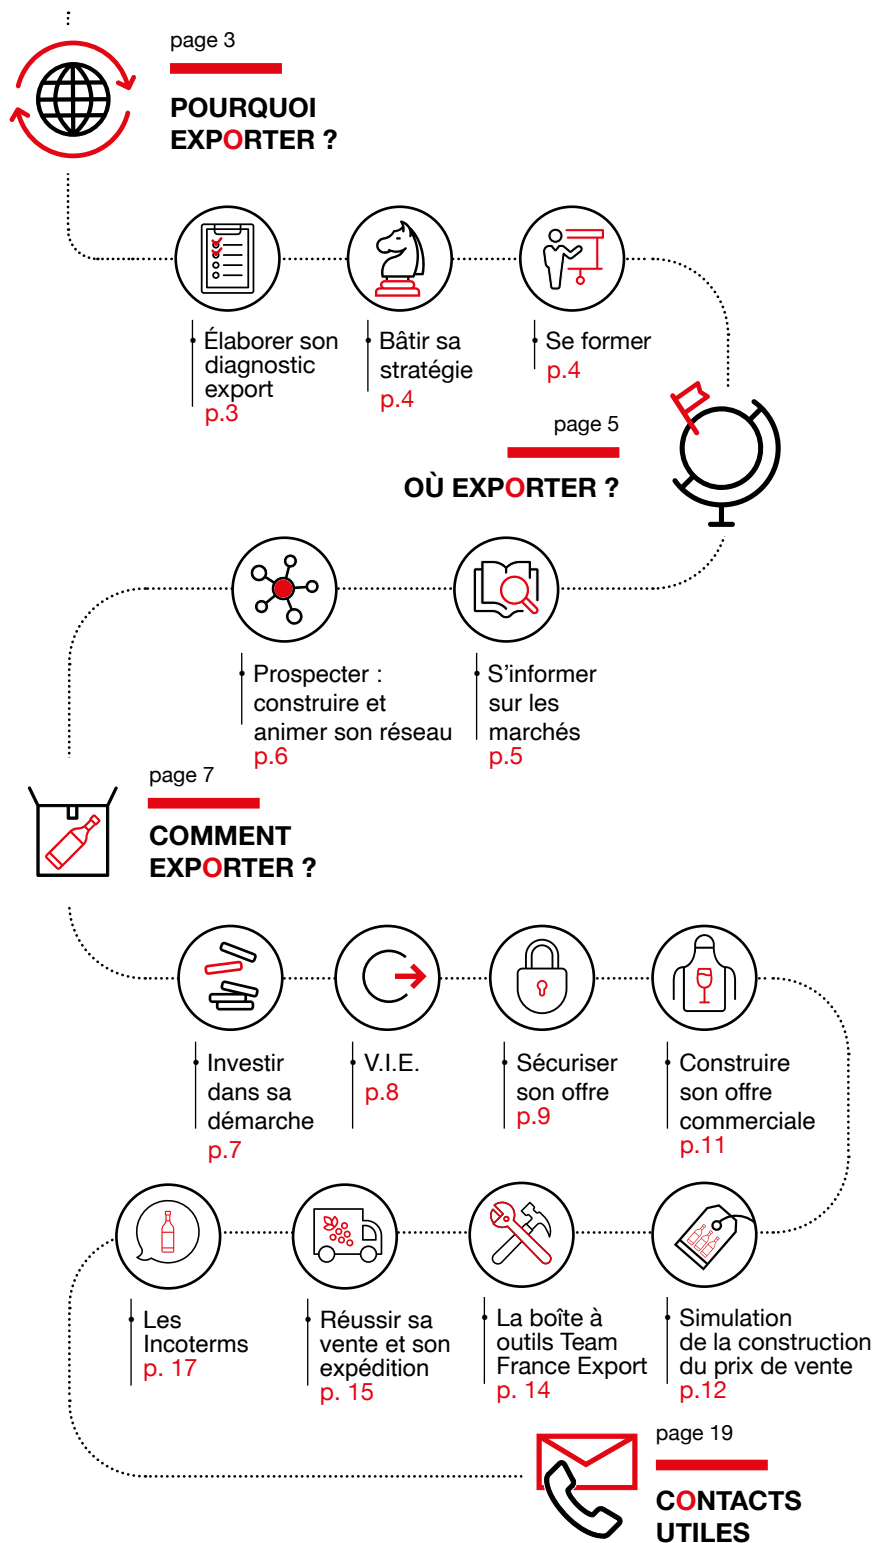 page 3
POURQUOI
EXPORTER ?
Élaborer son
diagnostic
export
p.3
Bâtir sa
stratégie
p.4
Se former
p.4
page 5
OÙ EXPORTER ?
S’informer
sur les
marchés
p.5
Prospecter :
construire et
animer son réseau
p.6
page 7
COMMENT
EXPORTER ?
Investir
dans sa
démarche
p.7
V.I.E.
p.8
Sécuriser
son offre
p.9
Construire
son offre
commerciale
p.11
Simulation
de la construction
du prix de vente
p.12
La boîte à
outils Team
France Export
p. 14
Réussir sa
vente et son
expédition
p. 15
Les
Incoterms
p. 17
page 19
CONTACTS
UTILES